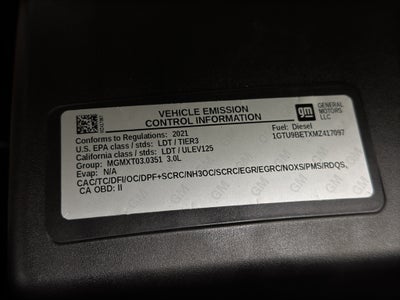 VEHICLE EMISSION
CONTROL INFORMATION
gm
GENERAL
MOTORS
LLC
Conforms to Regulations: 2021
Fuel: Diesel
U.S. EPA class / stds: LDT / TIER3
1GTU9BETXMZ417097
California class / stds: LDT / ULEV125
Group: MGMXT03.0351 3.0L
Evap: N/A
CAC/TC/DFI/OC/DPF+SCRC/NH3OC/SCRC/EGR/EGRC/NOXS/PMS/RDQS,
CA OBD: II